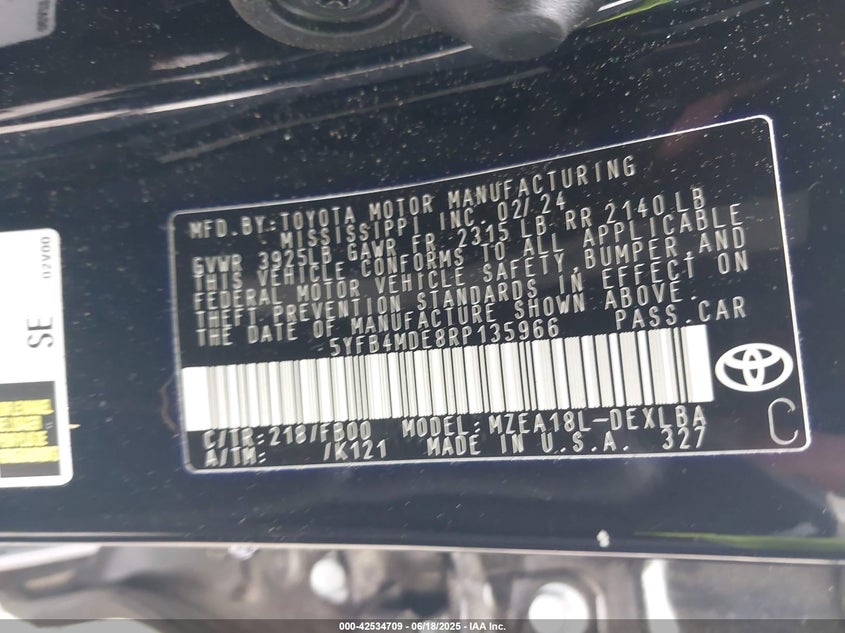 MFD.BY:TOYOTA MOTOR MANUFACTURING
MISSISSIPPI, INC. 02/24
GVWR 3925LB GAWR FR 2315 LB RR 2140 LB
THIS VEHICLE CONFORMS TO ALL APPLICABLE
FEDERAL MOTOR VEHICLE SAFETY, BUMPER AND
THEFT PREVENTION STANDARDS IN EFFECT ON
THE DATE OF MANUFACTURE SHOWN ABOVE.
5YFB4MDE8RP135966 PASS.CAR
C/TR:218/FB00 MODEL:MZEA18L-DEXLBA
A/TM: /K121 MADE IN U.S.A. 327
C
SE
02V00
000-42534709 - 06/18/2025 - IAA Inc.